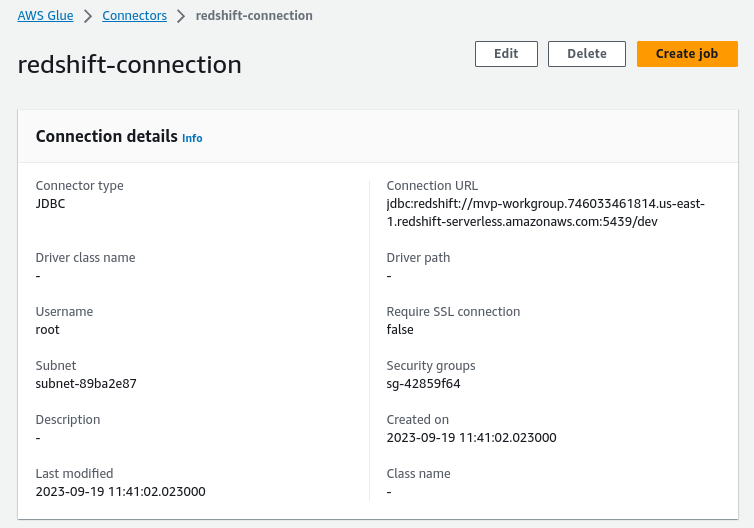 AWS Glue > Connectors > redshift-connection
redshift-connection
Edit
Delete
Create job
Connection details Info
Connector type
JDBC
Connection URL
jdbc:redshift://mvp-workgroup.746033461814.us-east-
1.redshift-serverless.amazonaws.com:5439/dev
Driver class name
-
Driver path
-
Username
root
Require SSL connection
false
Subnet
subnet-89ba2e87
Security groups
sg-42859f64
Description
-
Created on
2023-09-19 11:41:02.023000
Last modified
2023-09-19 11:41:02.023000
Class name
-